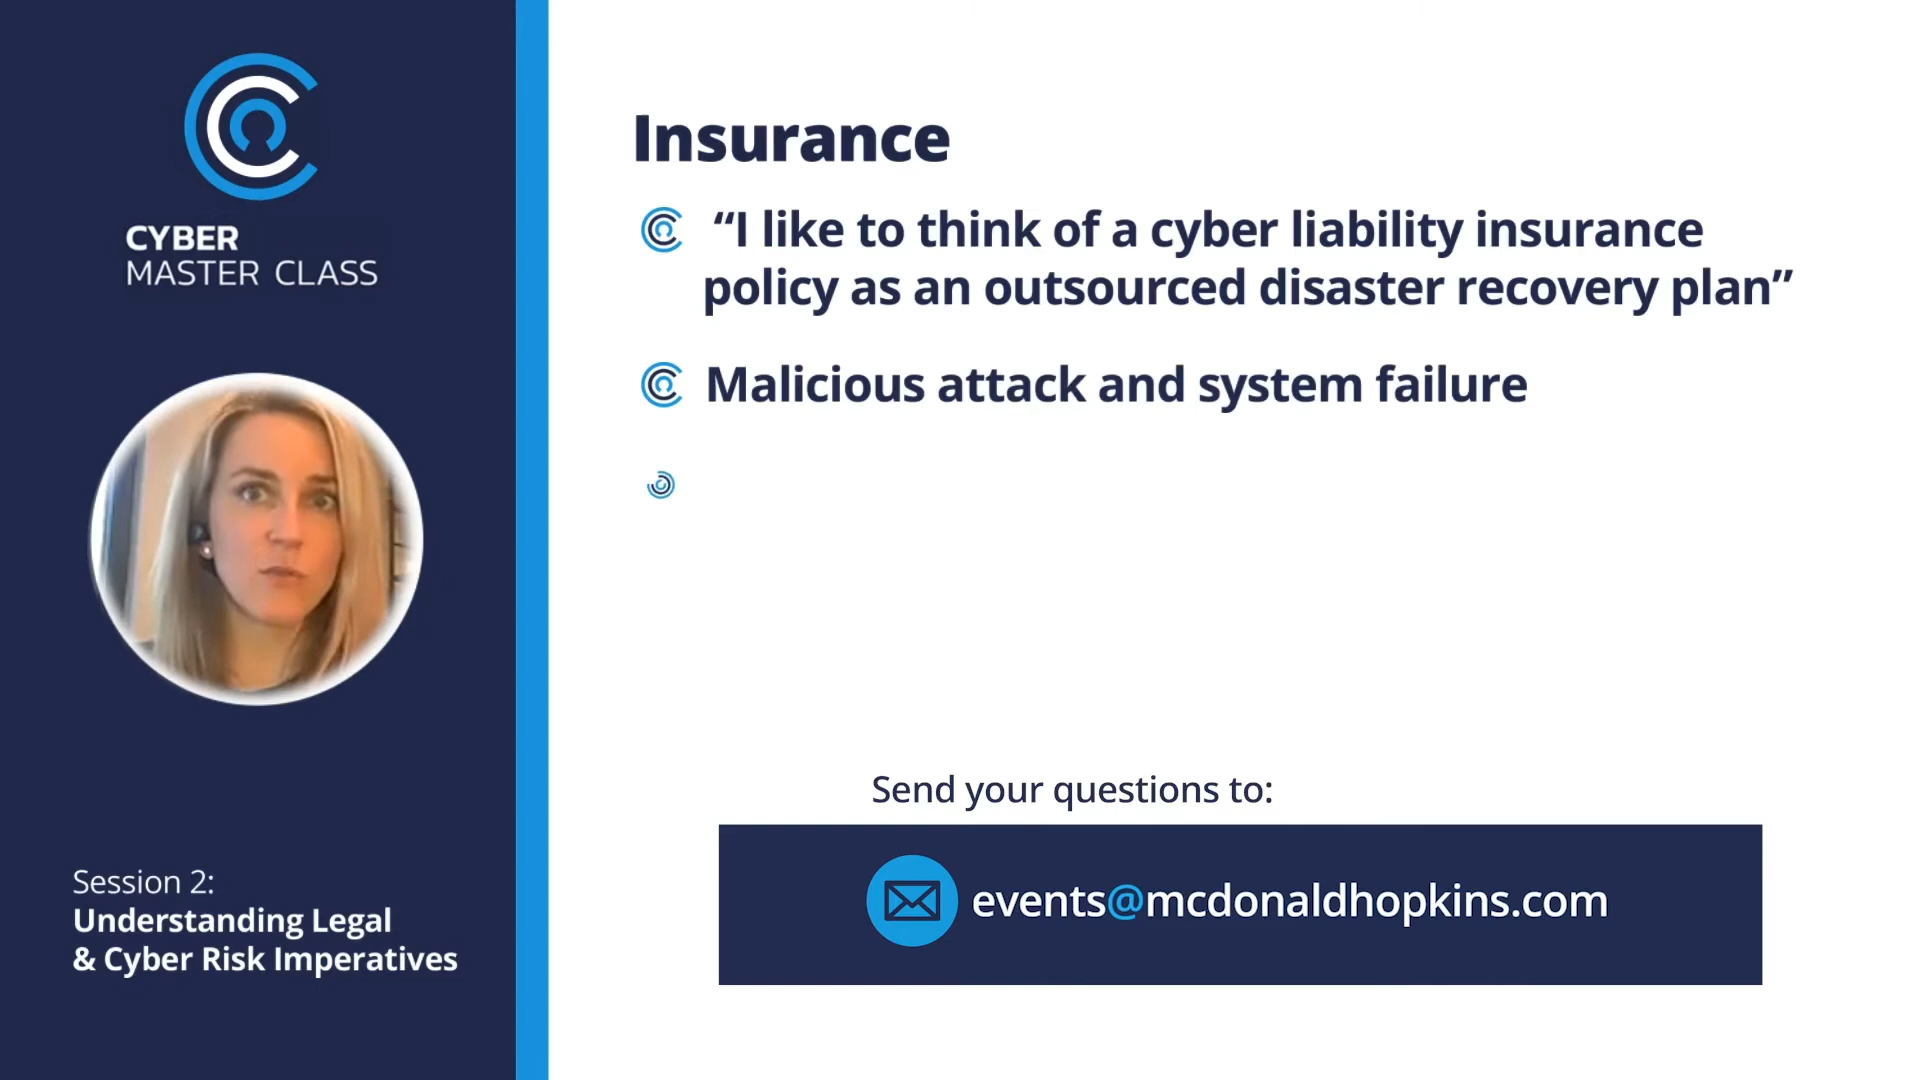 CYBER
MASTER CLASS
Session 2:
Understanding Legal
& Cyber Risk Imperatives
Insurance
“I like to think of a cyber liability insurance
policy as an outsourced disaster recovery plan”
Malicious attack and system failure
Send your questions to:
events@mcdonaldhopkins.com